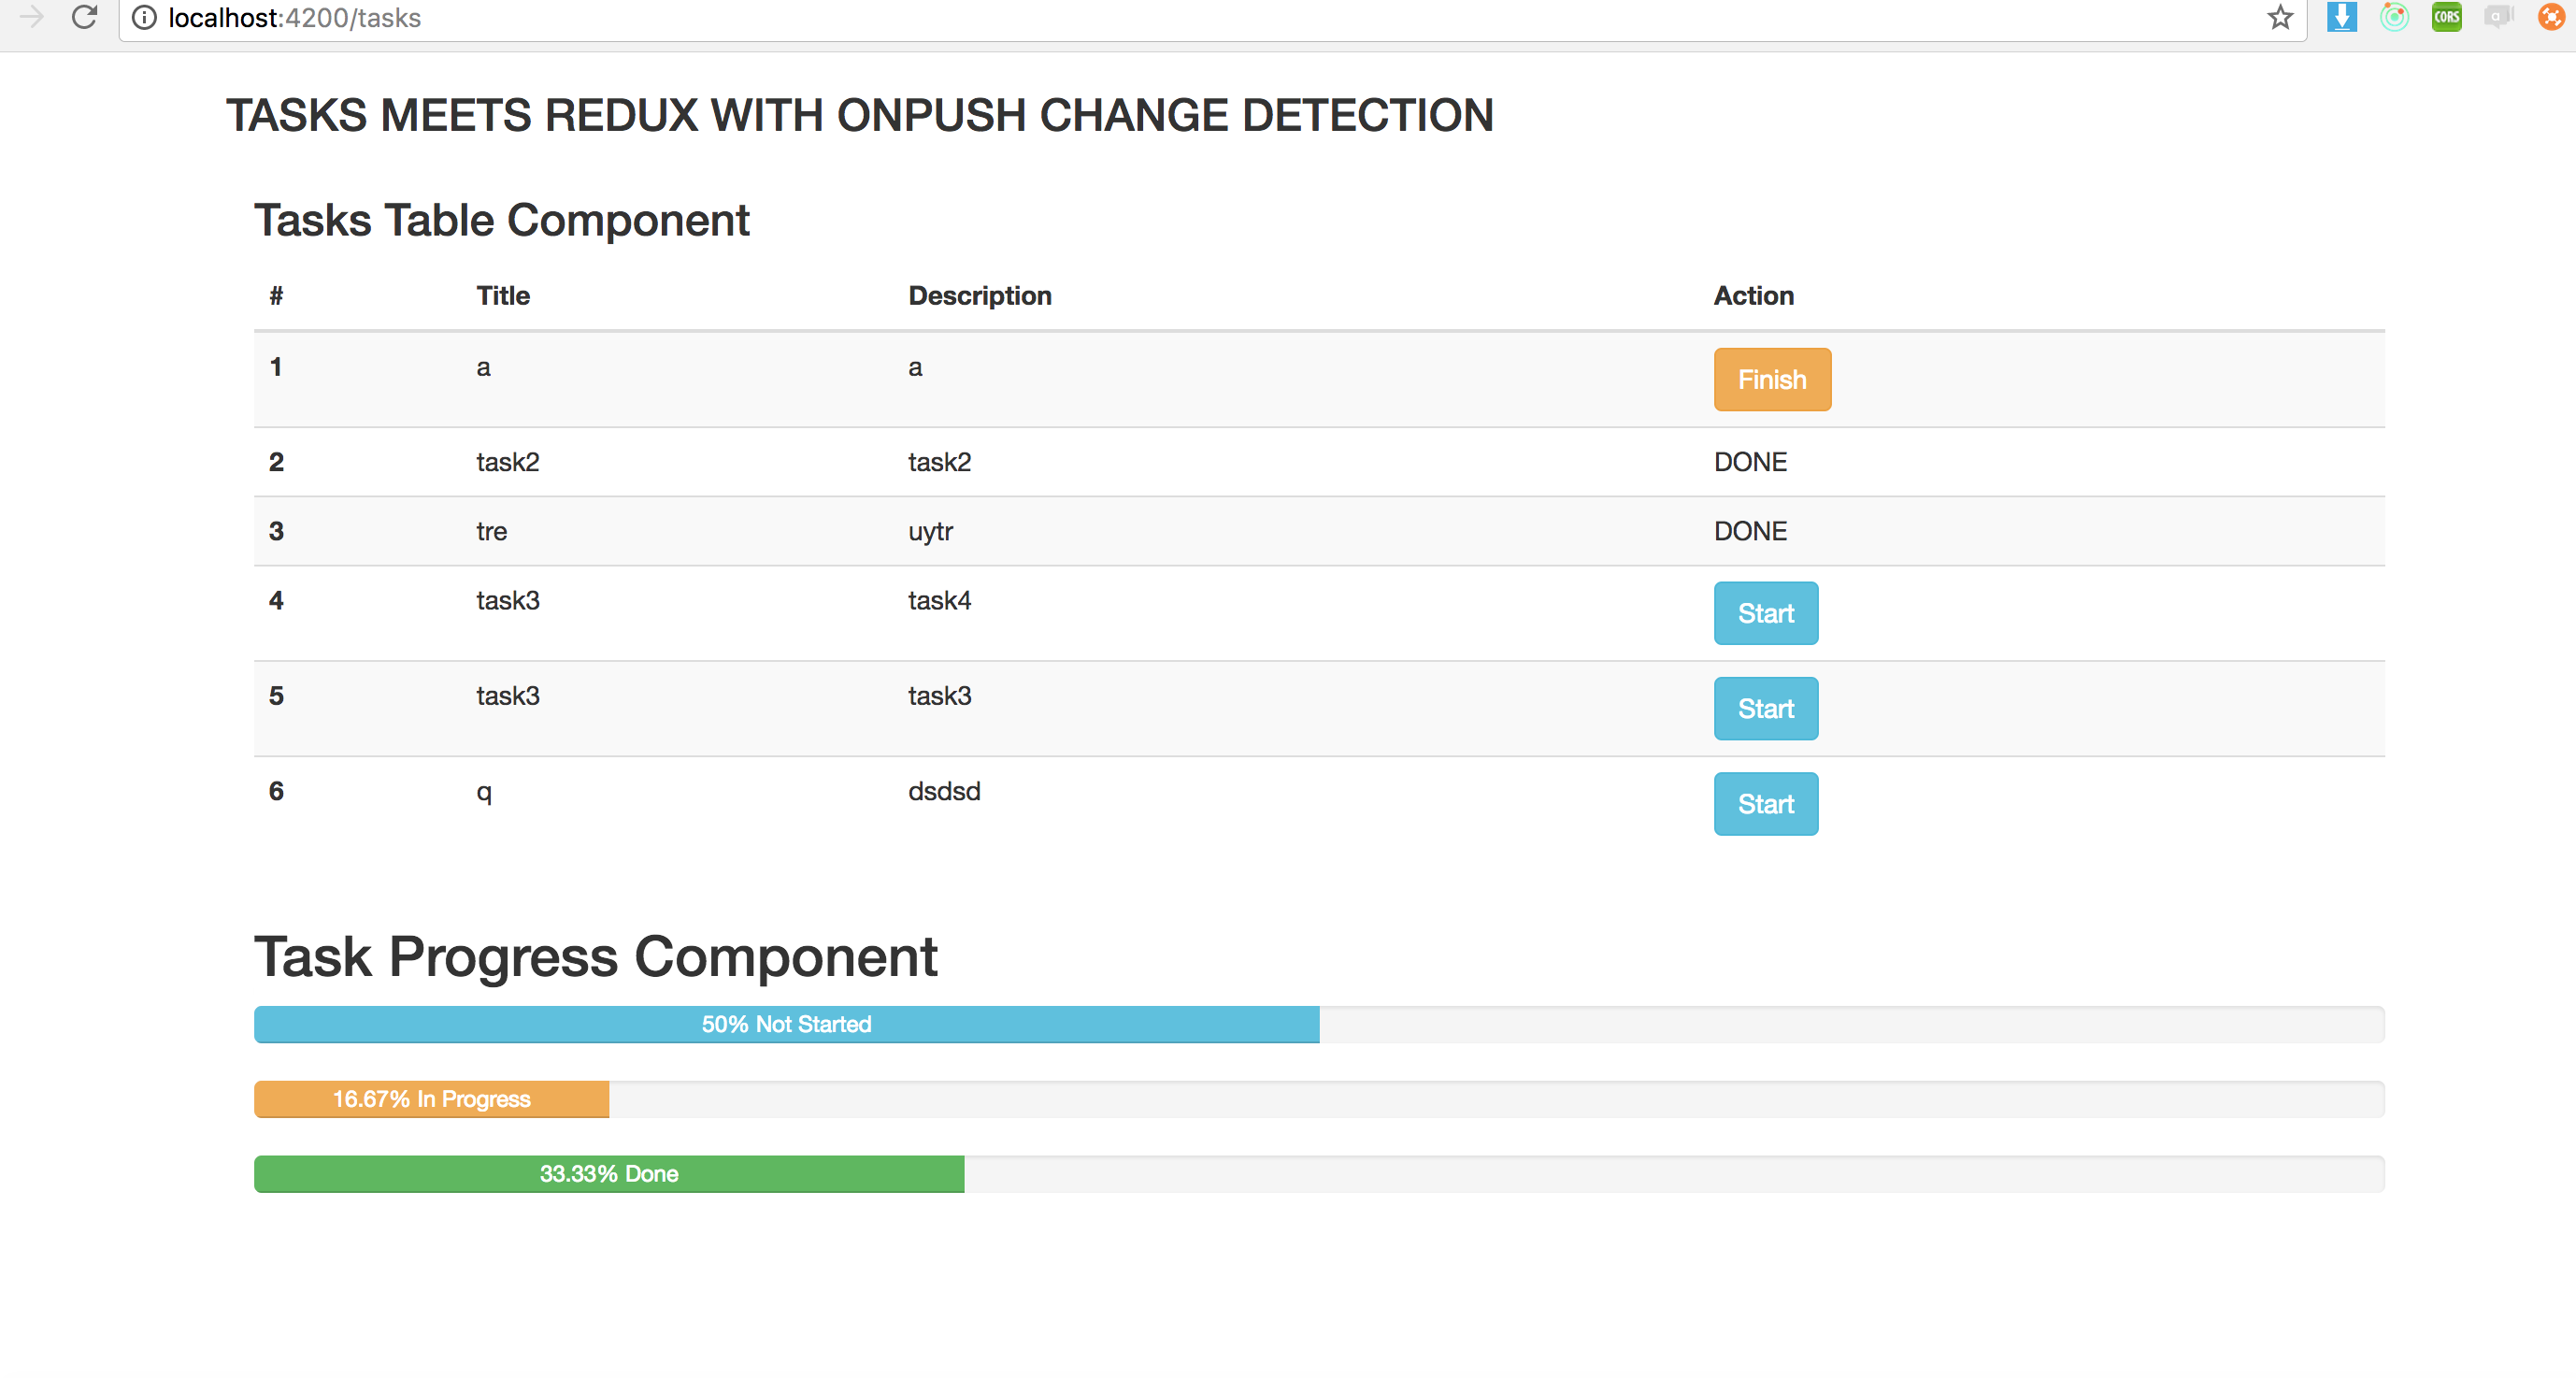 localhost:4200/tasks
CORS
a
TASKS MEETS REDUX WITH ONPUSH CHANGE DETECTION
Tasks Table Component
# Title Description Action
1 a a Finish
2 task2 task2 DONE
3 tre uytr DONE
4 task3 task4 Start
5 task3 task3 Start
6 q dsdsd Start
Task Progress Component
50% Not Started
16.67% In Progress
33.33% Done